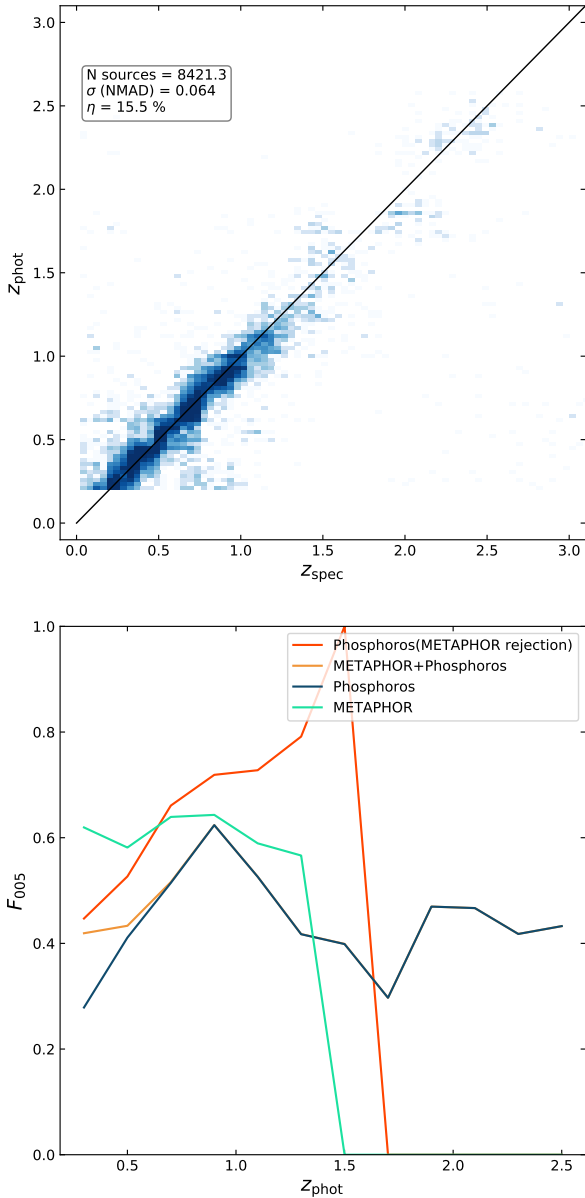 3.0
2.5
2.0
1.5
1.0
0.5
0.0
z_phot
N sources = 8421.3
σ (NMAD) = 0.064
η = 15.5 %
0.0 0.5 1.0 1.5 2.0 2.5 3.0
z_spec
1.0
0.8
0.6
0.4
0.2
0.0
F_005
Phosphoros(METAPHOR rejection)
METAPHOR+Phosphoros
Phosphoros
METAPHOR
0.5 1.0 1.5 2.0 2.5
z_phot